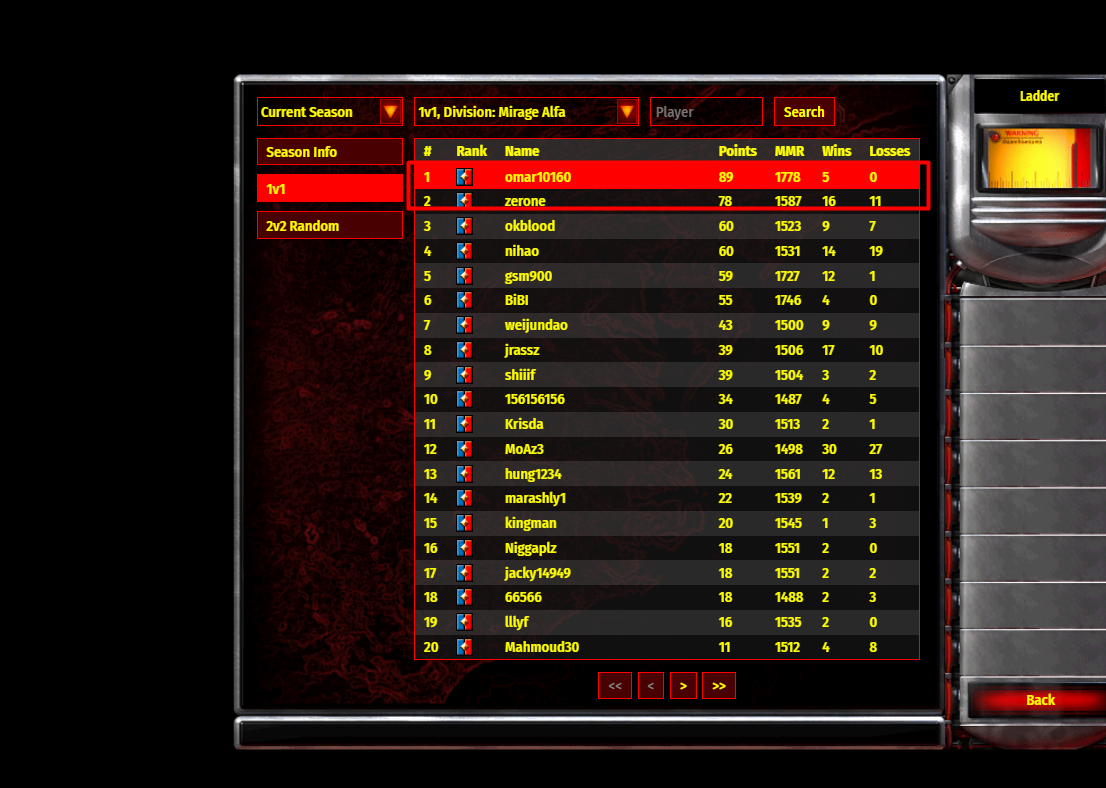 Ladder
Current Season 1v1, Division: Mirage Alfa Player Search
WARNING
Season Info
1v1
2v2 Random
# Rank Name Points MMR Wins Losses
1 omar10160 89 1778 5 0
2 zerone 78 1587 16 11
3 okblood 60 1523 9 7
4 nihao 60 1531 14 19
5 gsm900 59 1727 12 1
6 BiBI 55 1746 4 0
7 weijundao 43 1500 9 9
8 jrassz 39 1506 17 10
9 shiiif 39 1504 3 2
10 156156156 34 1487 4 5
11 Krisda 30 1513 2 1
12 MoAz3 26 1498 30 27
13 hung1234 24 1561 12 13
14 marashly1 22 1539 2 1
15 kingman 20 1545 1 3
16 Niggaplz 18 1551 2 0
17 jacky14949 18 1551 2 2
18 66566 18 1488 2 3
19 lllyf 16 1535 2 0
20 Mahmoud30 11 1512 4 8
<< < > >>
Back